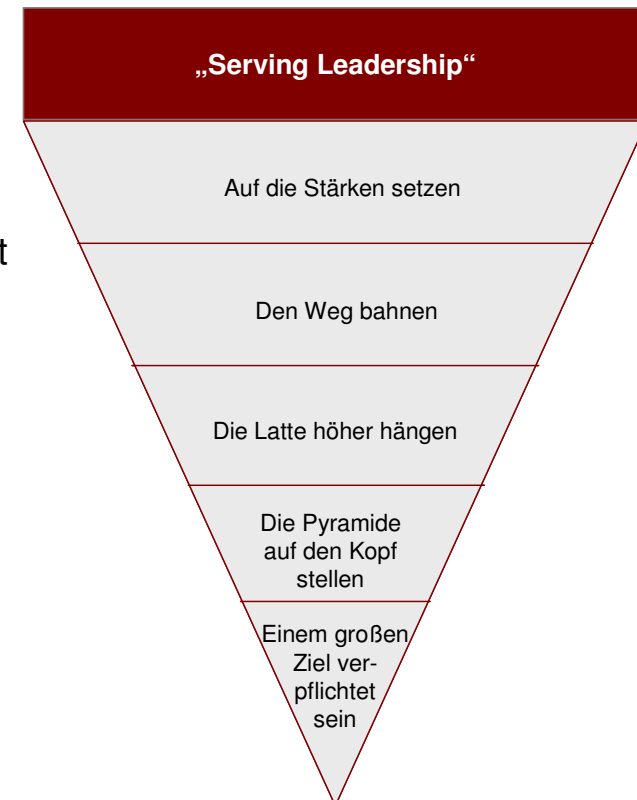 „Serving Leadership“
Auf die Stärken setzen
t
Den Weg bahnen
Die Latte höher hängen
Die Pyramide
auf den Kopf
stellen
Einem großen
Ziel ver-
pflichtet
sein